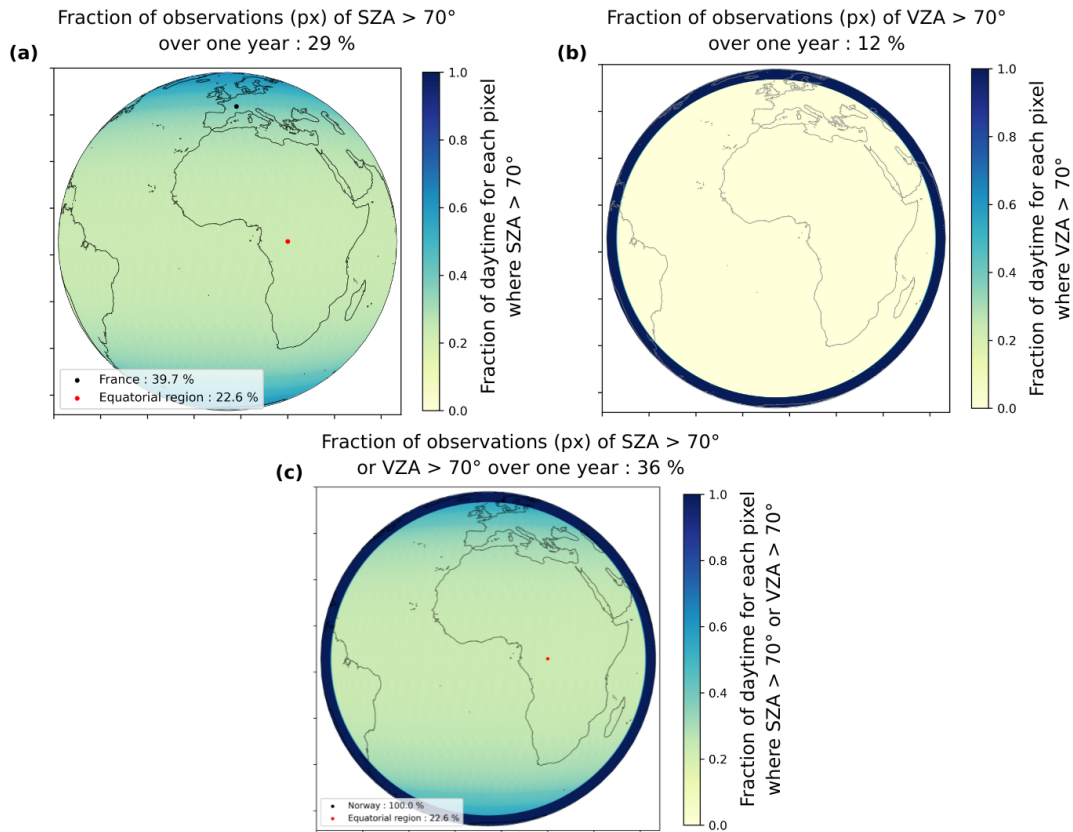 Fraction of observations (px) of SZA > 70°
over one year : 29 %
(a)
1.0
0.8
0.6
0.4
0.2
0.0
Fraction of daytime for each pixel
where SZA > 70°
France : 39.7 %
Equatorial region : 22.6 %
Fraction of observations (px) of VZA > 70°
over one year : 12 %
(b)
1.0
0.8
0.6
0.4
0.2
0.0
Fraction of daytime for each pixel
where VZA > 70°
Fraction of observations (px) of SZA > 70°
or VZA > 70° over one year : 36 %
(c)
1.0
0.8
0.6
0.4
0.2
0.0
Fraction of daytime for each pixel
where SZA > 70° or VZA > 70°
Norway : 100.0 %
Equatorial region : 22.6 %